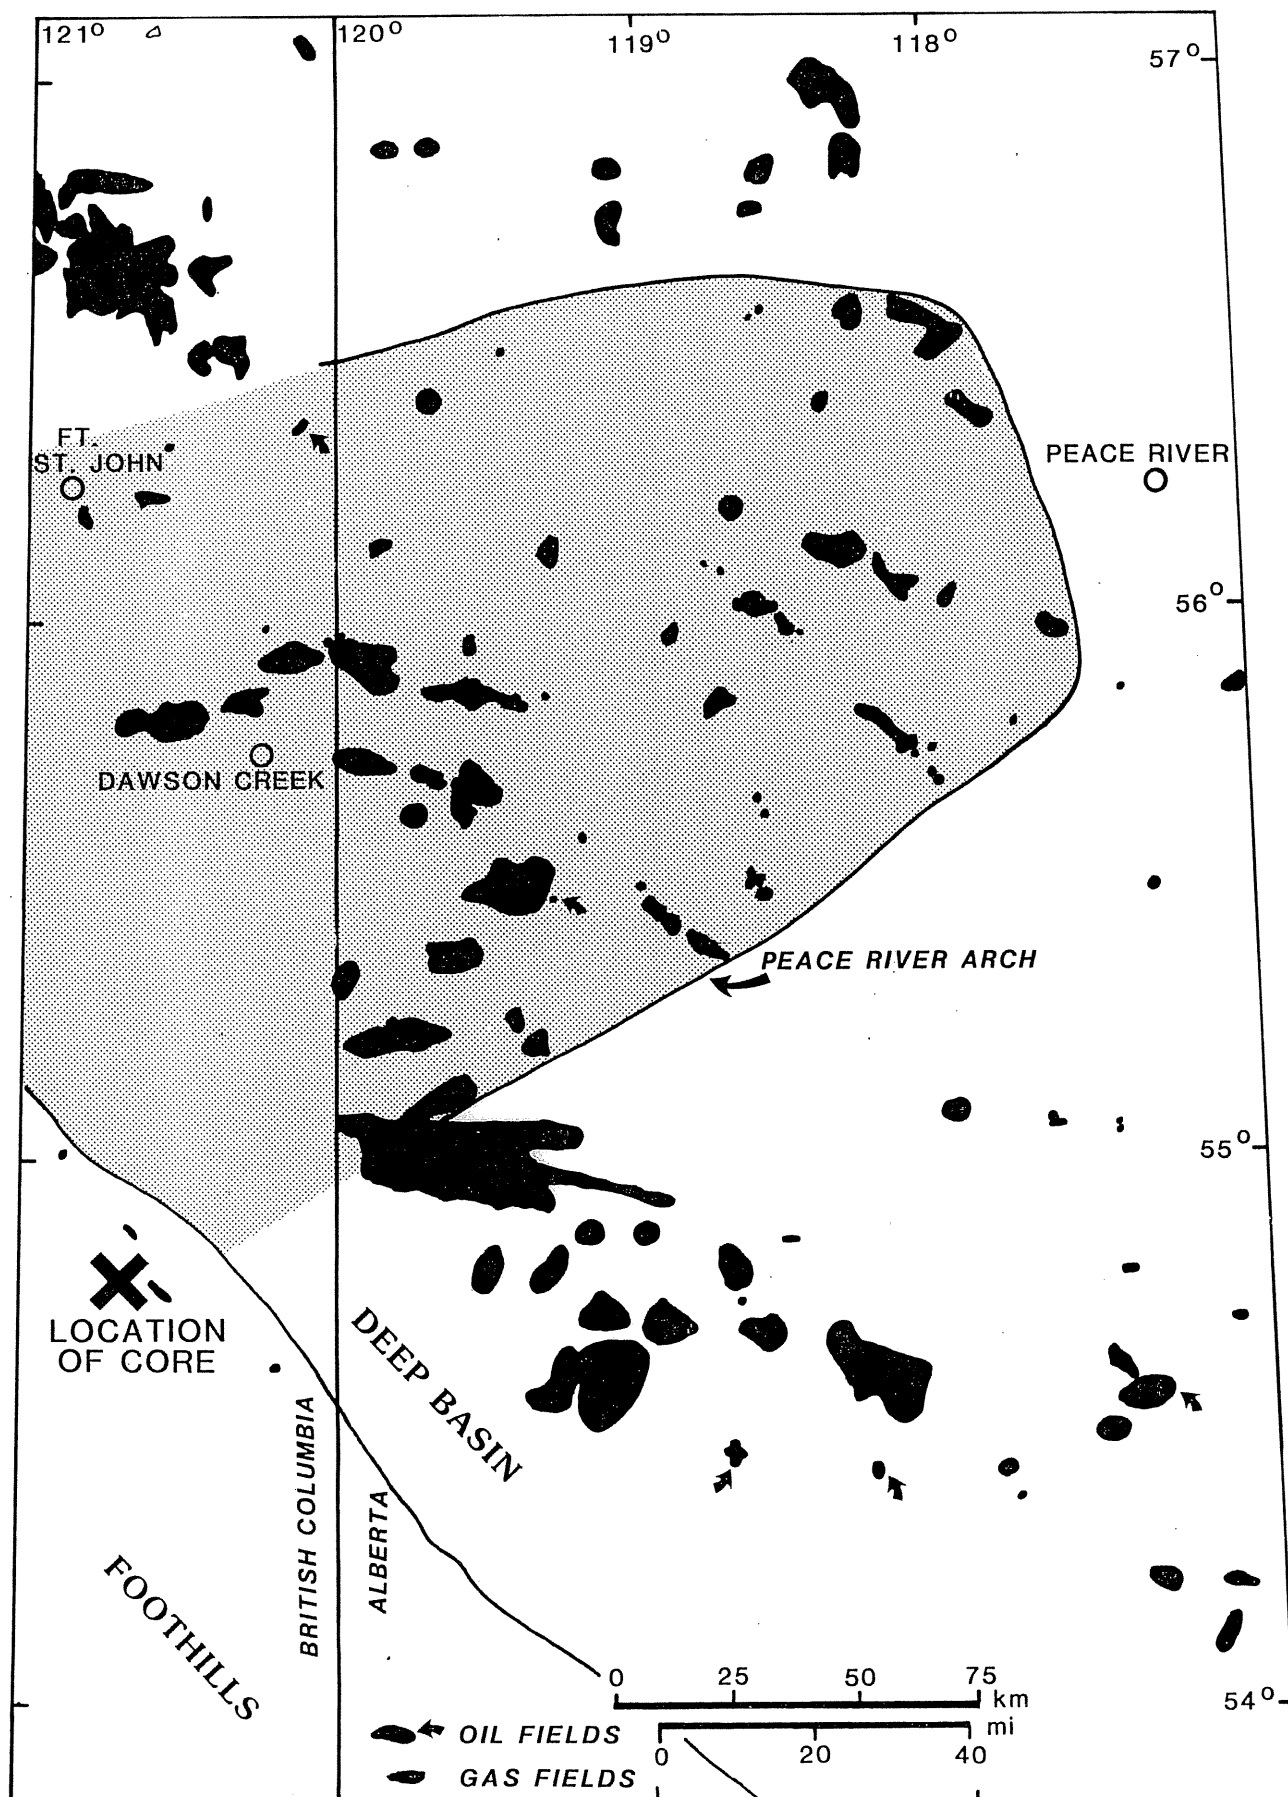 121° 120° 119° 118°
57°
FT.
ST. JOHN
PEACE RIVER
56°
DAWSON CREEK
PEACE RIVER ARCH
55°
LOCATION
OF CORE
DEEP BASIN
BRITISH COLUMBIA
ALBERTA
FOOTHILLS
54°
0 25 50 75
km
mi
0 20 40
OIL FIELDS
GAS FIELDS